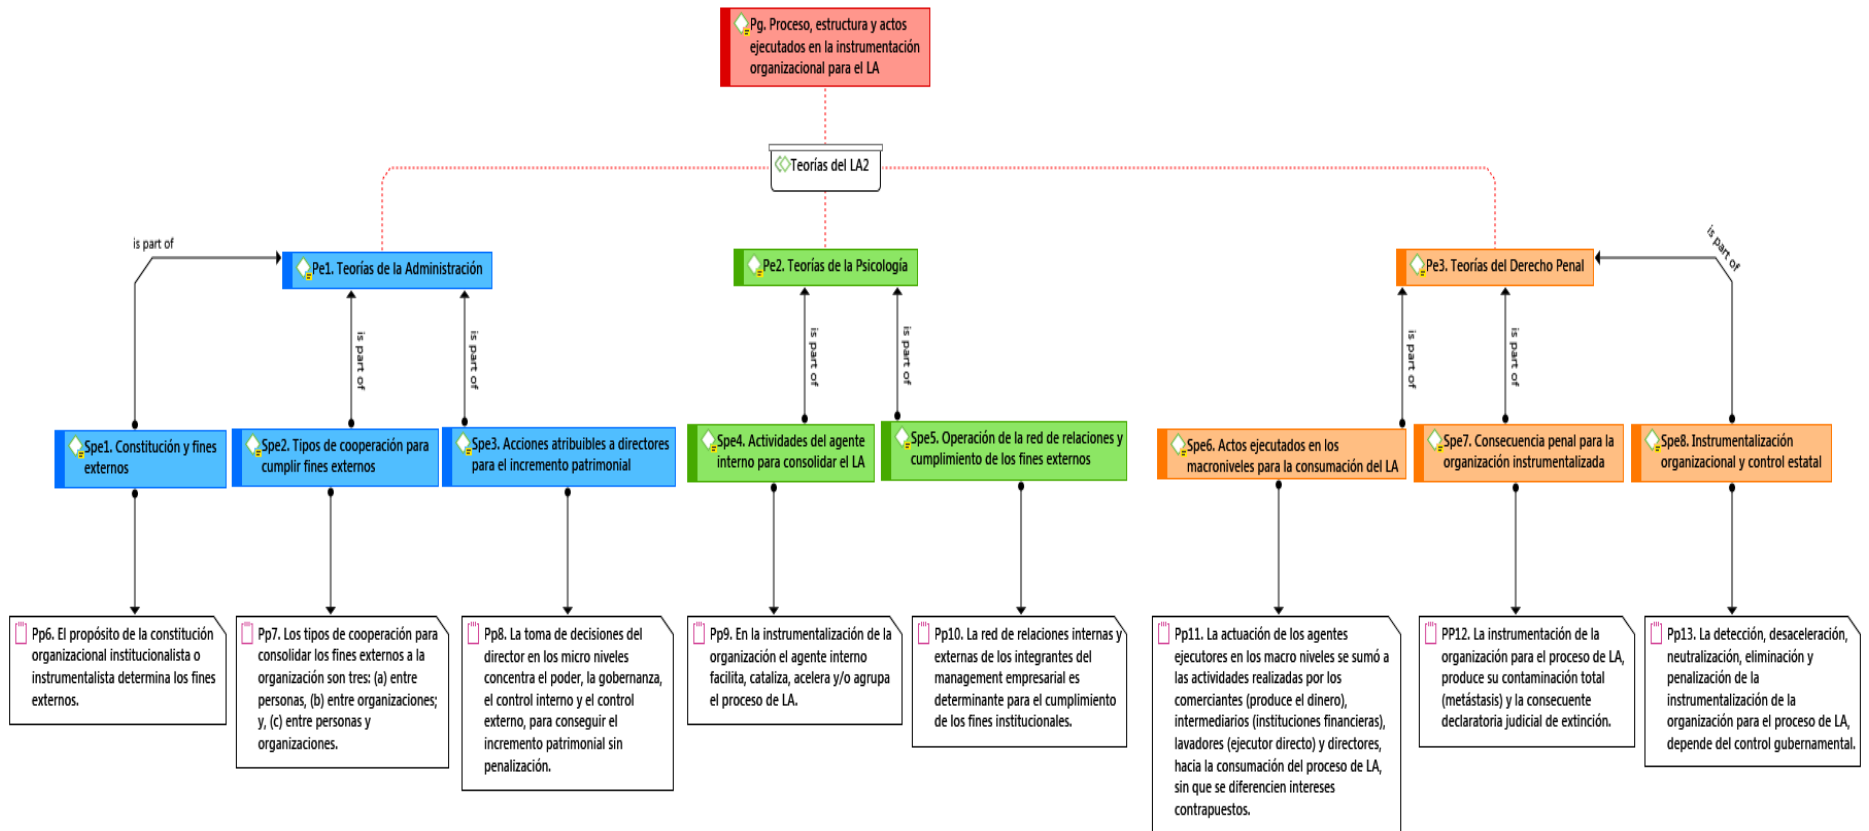 Pg. Proceso, estructura y actos
ejecutados en la instrumentación
organizacional para el LA
Teorías del LA2
is part of
Pe1. Teorías de la Administración
Pe2. Teorías de la Psicología
Pe3. Teorías del Derecho Penal
is part of
is part of
is part of
is part of
is part of
is part of
is part of
Spe1. Constitución y fines
externos
Spe2. Tipos de cooperación para
cumplir fines externos
Spe3. Acciones atribuibles a directores
para el incremento patrimonial
Spe4. Actividades del agente
interno para consolidar el LA
Spe5. Operación de la red de relaciones y
cumplimiento de los fines externos
Spe6. Actos ejecutados en los
macroniveles para la consumación del LA
Spe7. Consecuencia penal para la
organización instrumentalizada
Spe8. Instrumentalización
organizacional y control estatal
Pp6. El propósito de la constitución
organizacional institucionalista o
instrumentalista determina los fines
externos.
Pp7. Los tipos de cooperación para
consolidar los fines externos a la
organización son tres: (a) entre
personas, (b) entre organizaciones;
y, (c) entre personas y
organizaciones.
Pp8. La toma de decisiones del
director en los micro niveles
concentra el poder, la gobernanza,
el control interno y el control
externo, para conseguir el
incremento patrimonial sin
penalización.
Pp9. En la instrumentalización de la
organización el agente interno
facilita, cataliza, acelera y/o agrupa
el proceso de LA.
Pp10. La red de relaciones internas y
externas de los integrantes del
management empresarial es
determinante para el cumplimiento
de los fines institucionales.
Pp11. La actuación de los agentes
ejecutores en los macro niveles se sumó a
las actividades realizadas por los
comerciantes (produce el dinero),
intermediarios (instituciones financieras),
lavadores (ejecutor directo) y directores,
hacia la consumación del proceso de LA,
sin que se diferencien intereses
contrapuestos.
PP12. La instrumentación de la
organización para el proceso de LA,
produce su contaminación total
(metástasis) y la consecuente
declaratoria judicial de extinción.
Pp13. La detección, desaceleración,
neutralización, eliminación y
penalización de la
instrumentalización de la
organización para el proceso de LA,
depende del control gubernamental.